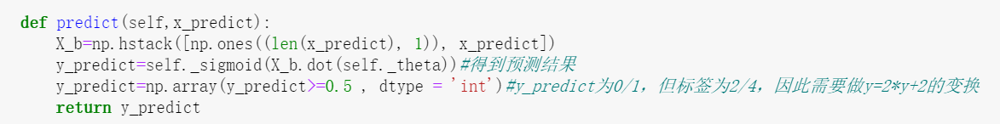 def predict(self,x_predict):
    X_b=np.hstack([np.ones((len(x_predict), 1)), x_predict])
    y_predict=self._sigmoid(X_b.dot(self._theta))#得到预测结果
    y_predict=np.array(y_predict>=0.5 , dtype = 'int')#y_predict为0/1，但标签为2/4，因此需要做y=2*y+2的变换
    return y_predict